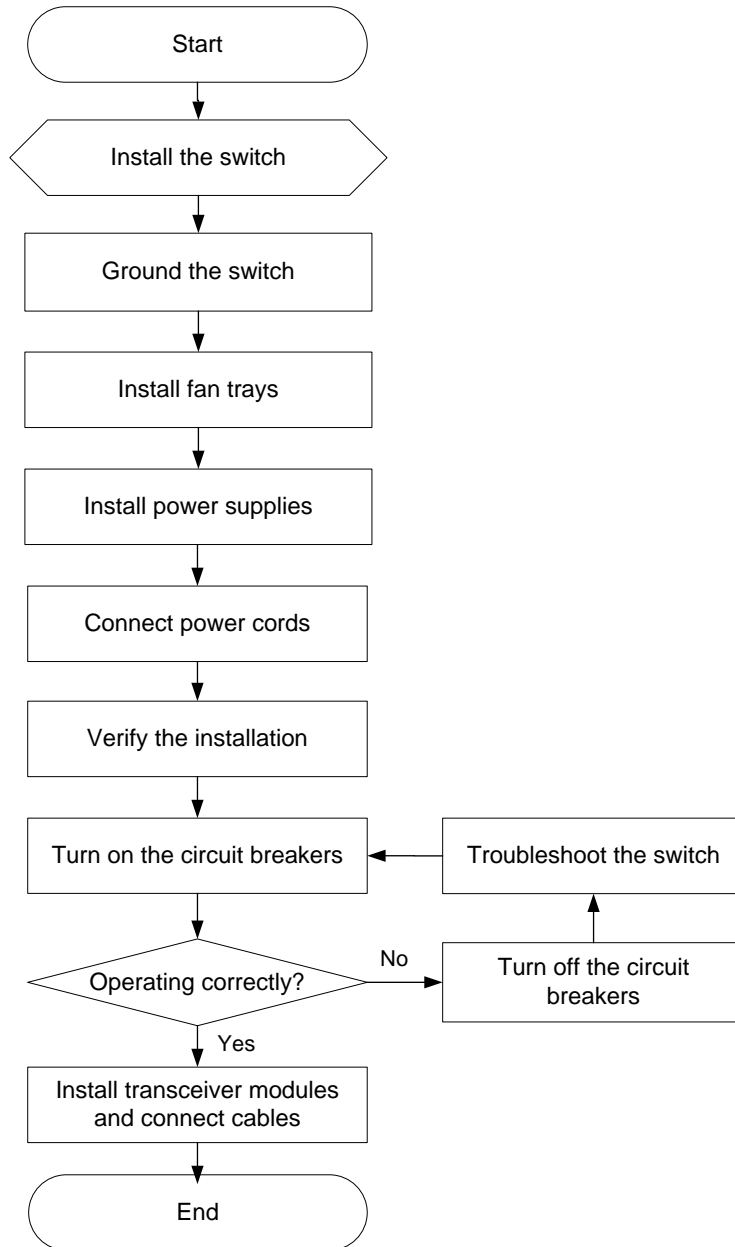 Start
Install the switch
Ground the switch
Install fan trays
Install power supplies
Connect power cords
Verify the installation
Turn on the circuit breakers
Troubleshoot the switch
Operating correctly?
No
Turn off the circuit
breakers
Yes
Install transceiver modules
and connect cables
End